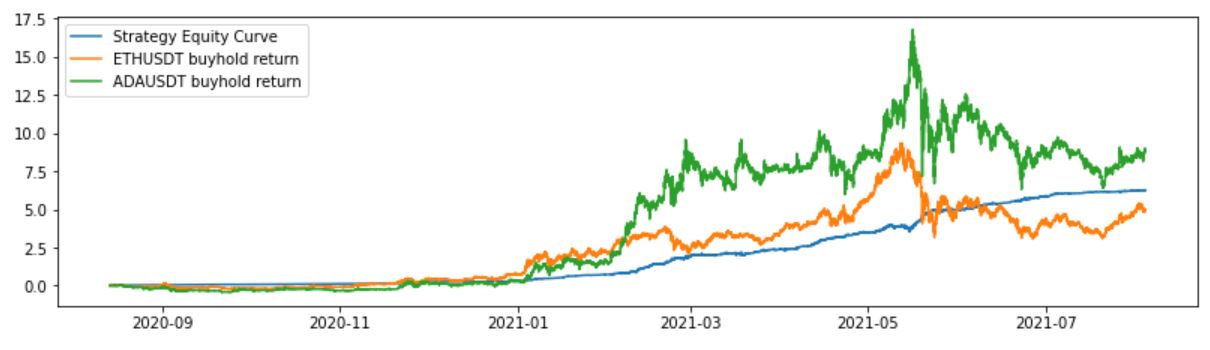 17.5
15.0
12.5
10.0
7.5
5.0
2.5
0.0
Strategy Equity Curve
ETHUSDT buyhold return
ADAUSDT buyhold return
2020-09 2020-11 2021-01 2021-03 2021-05 2021-07